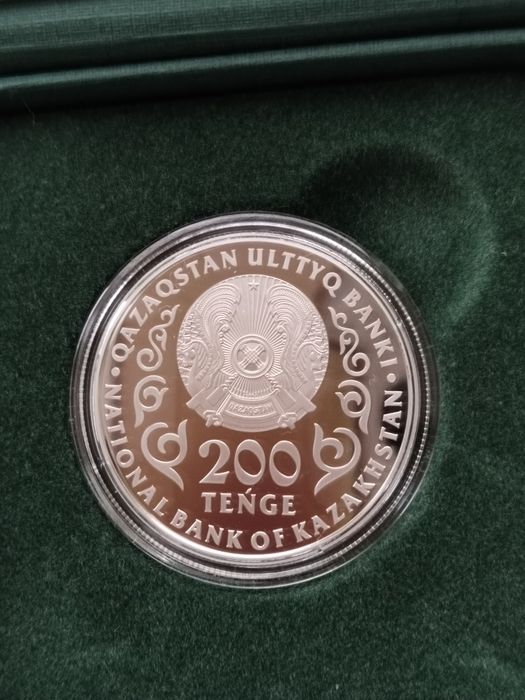 QAZAQSTAN ULTTYQ BANKI
QAZAQSTAN
200
TEŃGE
NATIONAL BANK OF KAZAKHSTAN